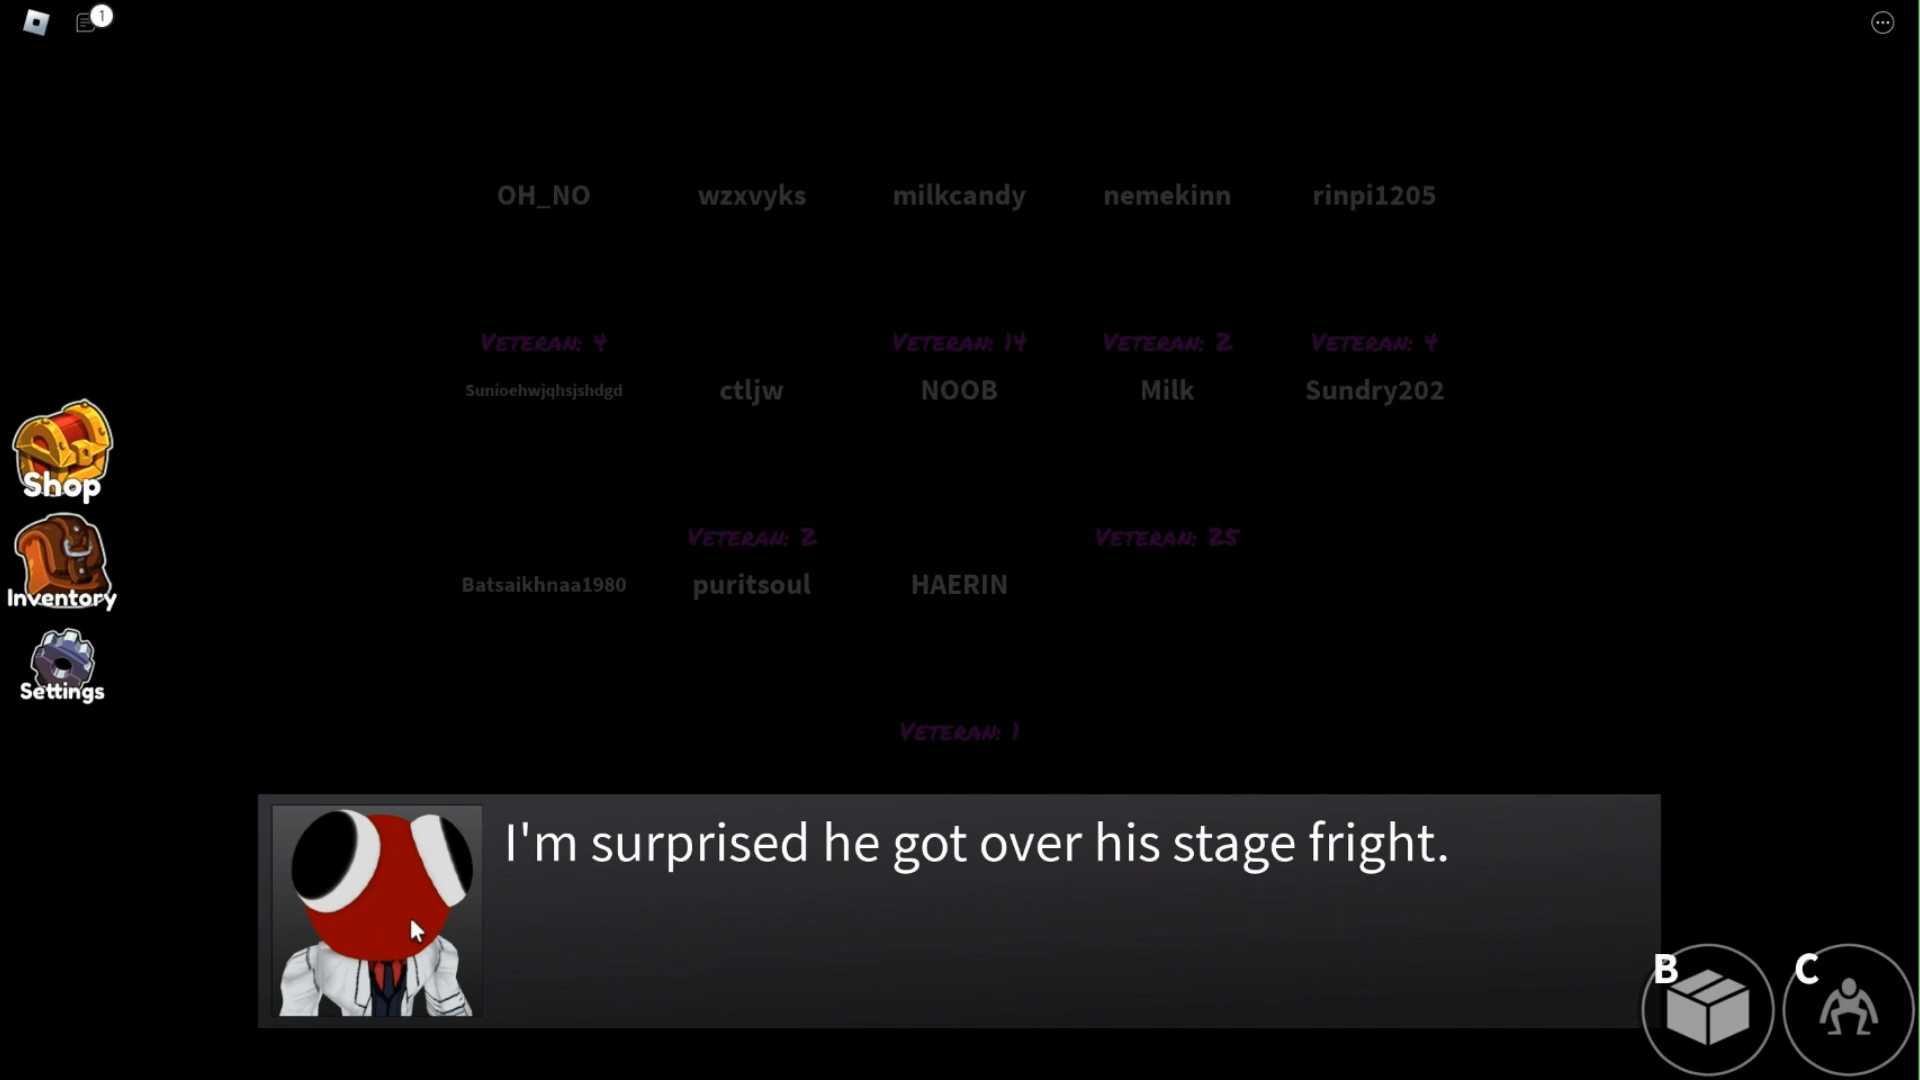 1
OH_NO wzxvyks milkcandy nemekinn rinpi1205
VETERAN: 4 VETERAN: 14 VETERAN: 2 VETERAN: 4
Sunioehwjqhsjshdgd ctljw NOOB Milk Sundry202
VETERAN: 2 VETERAN: 25
Batsaikhnaa1980 puritsoul HAERIN
VETERAN: 1
Shop
Inventory
Settings
I'm surprised he got over his stage fright.
B C